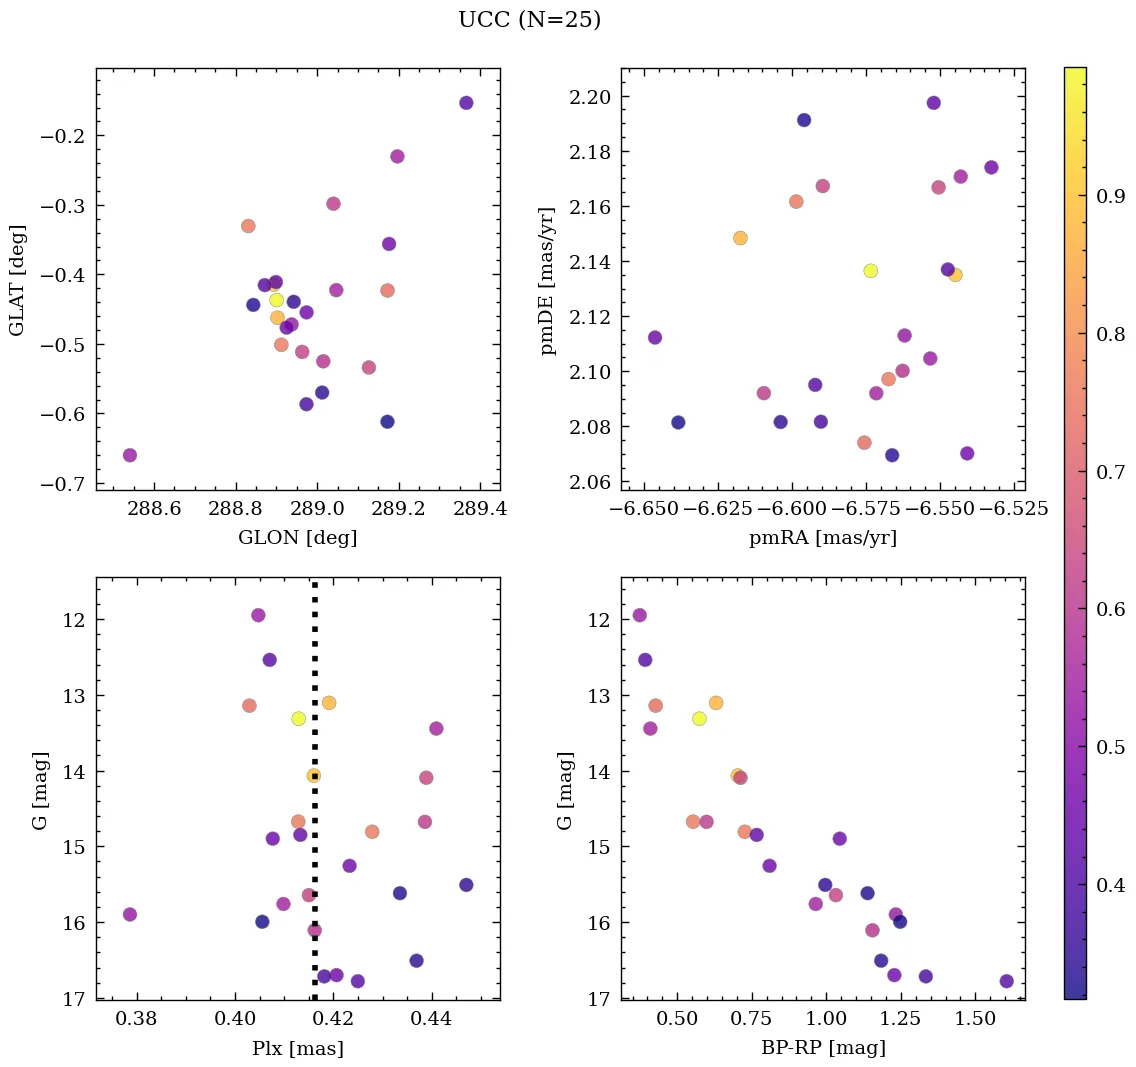 UCC (N=25)
−0.2
−0.3
−0.4
−0.5
−0.6
−0.7
GLAT [deg]
288.6 288.8 289.0 289.2 289.4
GLON [deg]
2.20
2.18
2.16
2.14
2.12
2.10
2.08
2.06
pmDE [mas/yr]
−6.650 −6.625 −6.600 −6.575 −6.550 −6.525
pmRA [mas/yr]
12
13
14
15
16
17
G [mag]
0.38 0.40 0.42 0.44
Plx [mas]
12
13
14
15
16
17
G [mag]
0.50 0.75 1.00 1.25 1.50
BP-RP [mag]
0.9
0.8
0.7
0.6
0.5
0.4